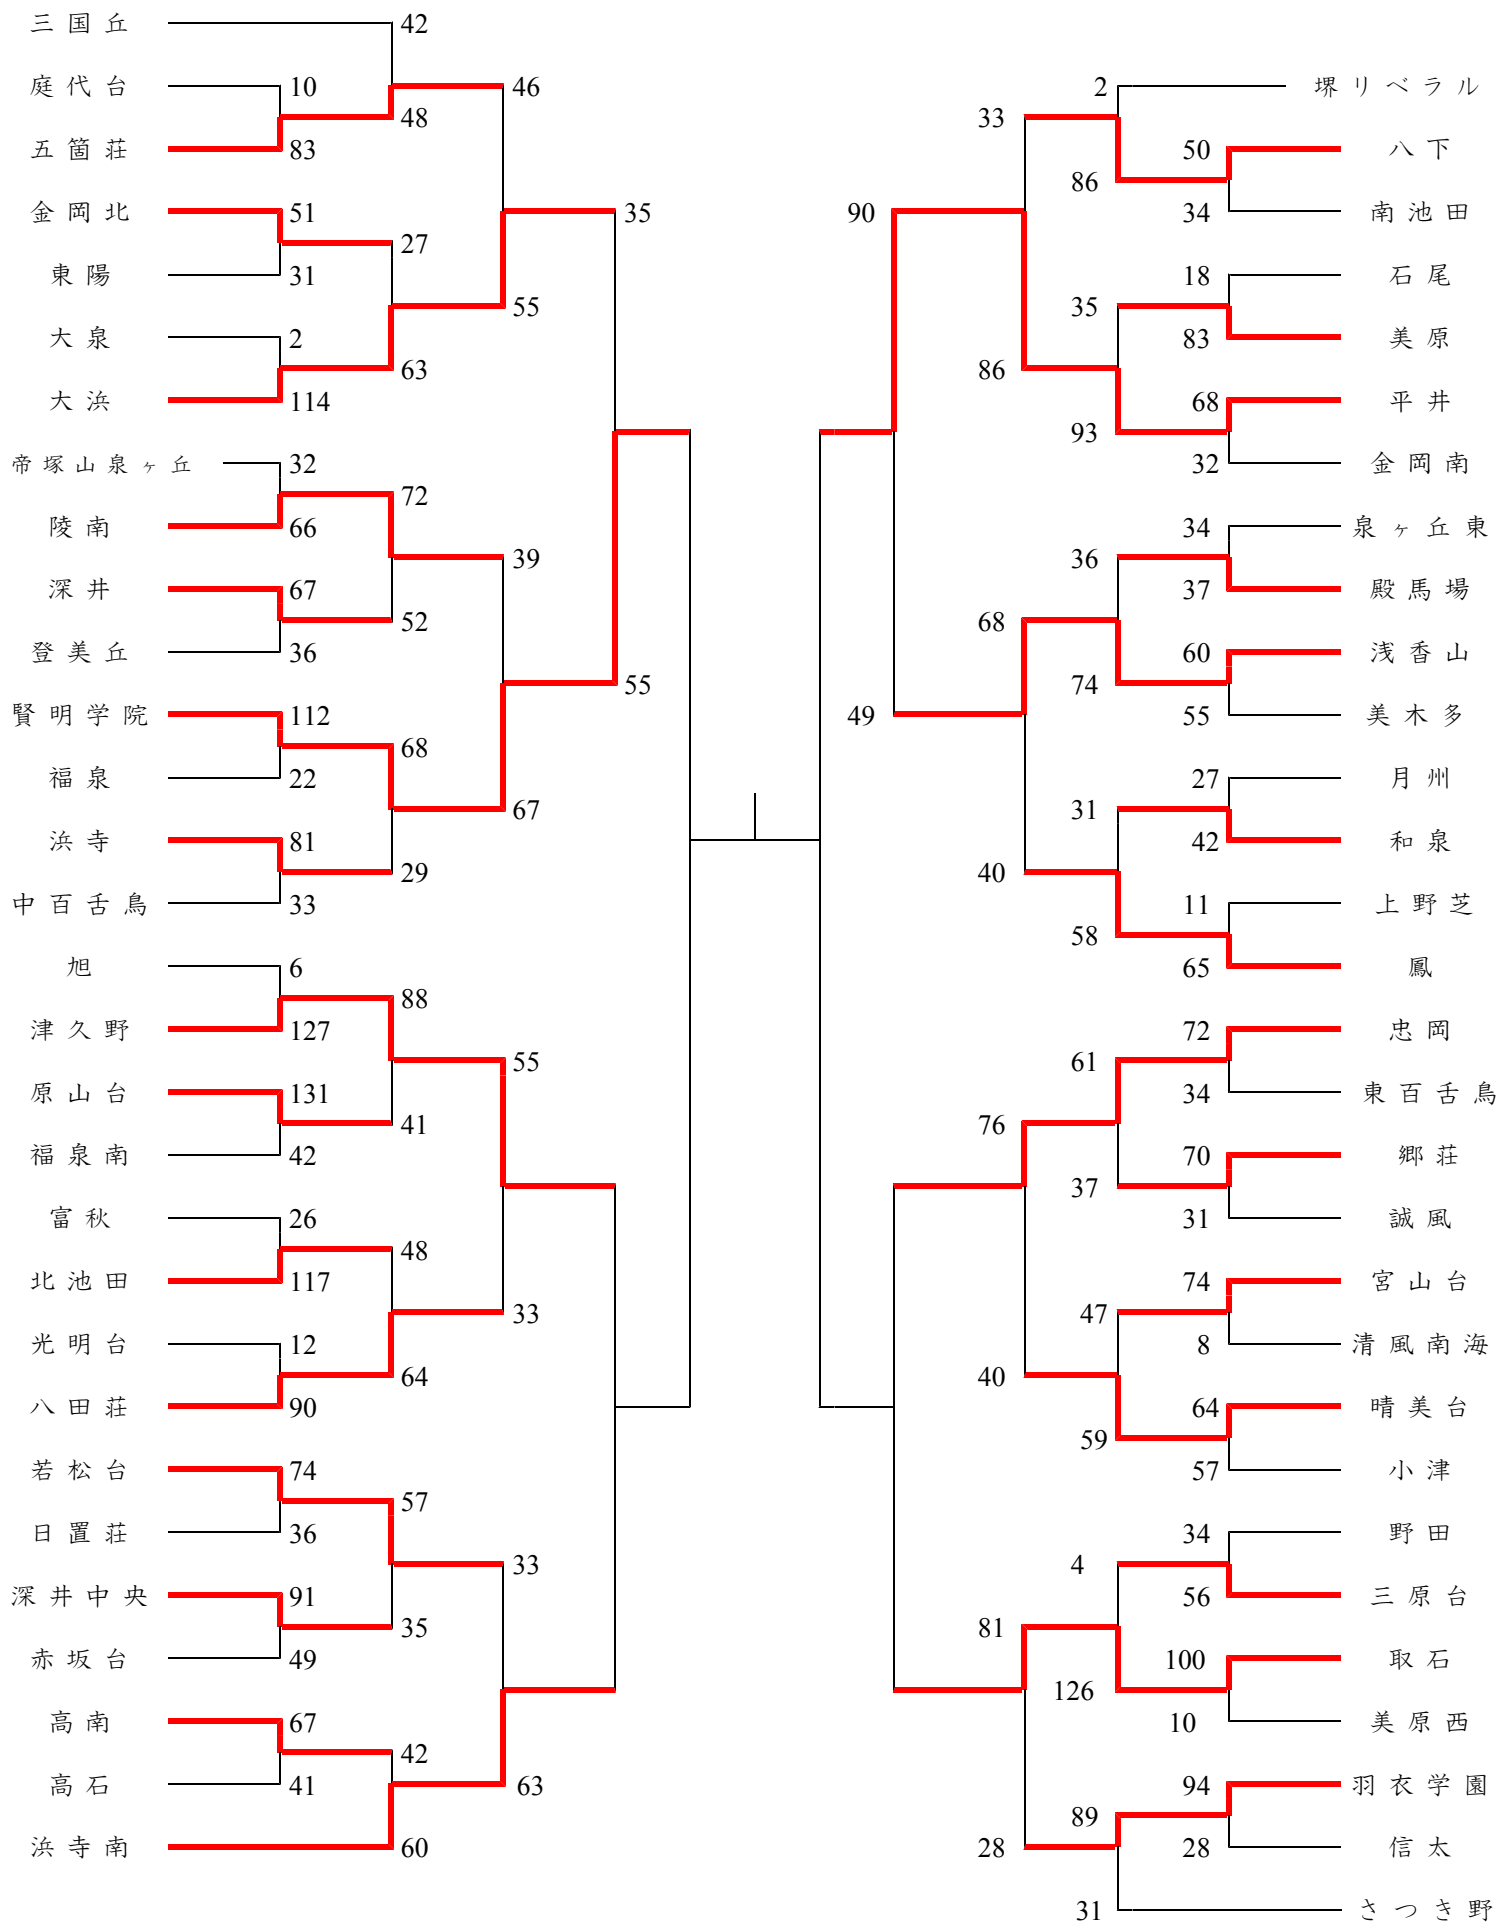 三国丘 42
庭代台 10 46
48
五箇荘 83
金岡北 51 35
27
東陽 31
55
大泉 2
63
大浜 114
帝塚山泉ヶ丘 32
72
陵南 66
39
深井 67
52
登美丘 36
55
賢明学院 112
68
福泉 22
67
浜寺 81
29
中百舌鳥 33
旭 6
88
津久野 127
55
原山台 131
41
福泉南 42
富秋 26
48
北池田 117
33
光明台 12
64
八田荘 90
若松台 74
57
日置荘 36
33
深井中央 91
35
赤坂台 49
高南 67
42
高石 41 63
浜寺南 60
2 堺リベラル
33
50 八下
86
90 34 南池田
18 石尾
35
83 美原
86
68 平井
93
32 金岡南
34 泉ヶ丘東
36
37 殿馬場
68
60 浅香山
74
49 55 美木多
27 月州
31
42 和泉
40
11 上野芝
58
65 鳳
72 忠岡
61
34 東百舌鳥
76
70 郷荘
37
31 誠風
74 宮山台
47
8 清風南海
40
64 晴美台
59
57 小津
34 野田
4
56 三原台
81
100 取石
126
10 美原西
94 羽衣学園
89
28 28 信太
31 さつき野